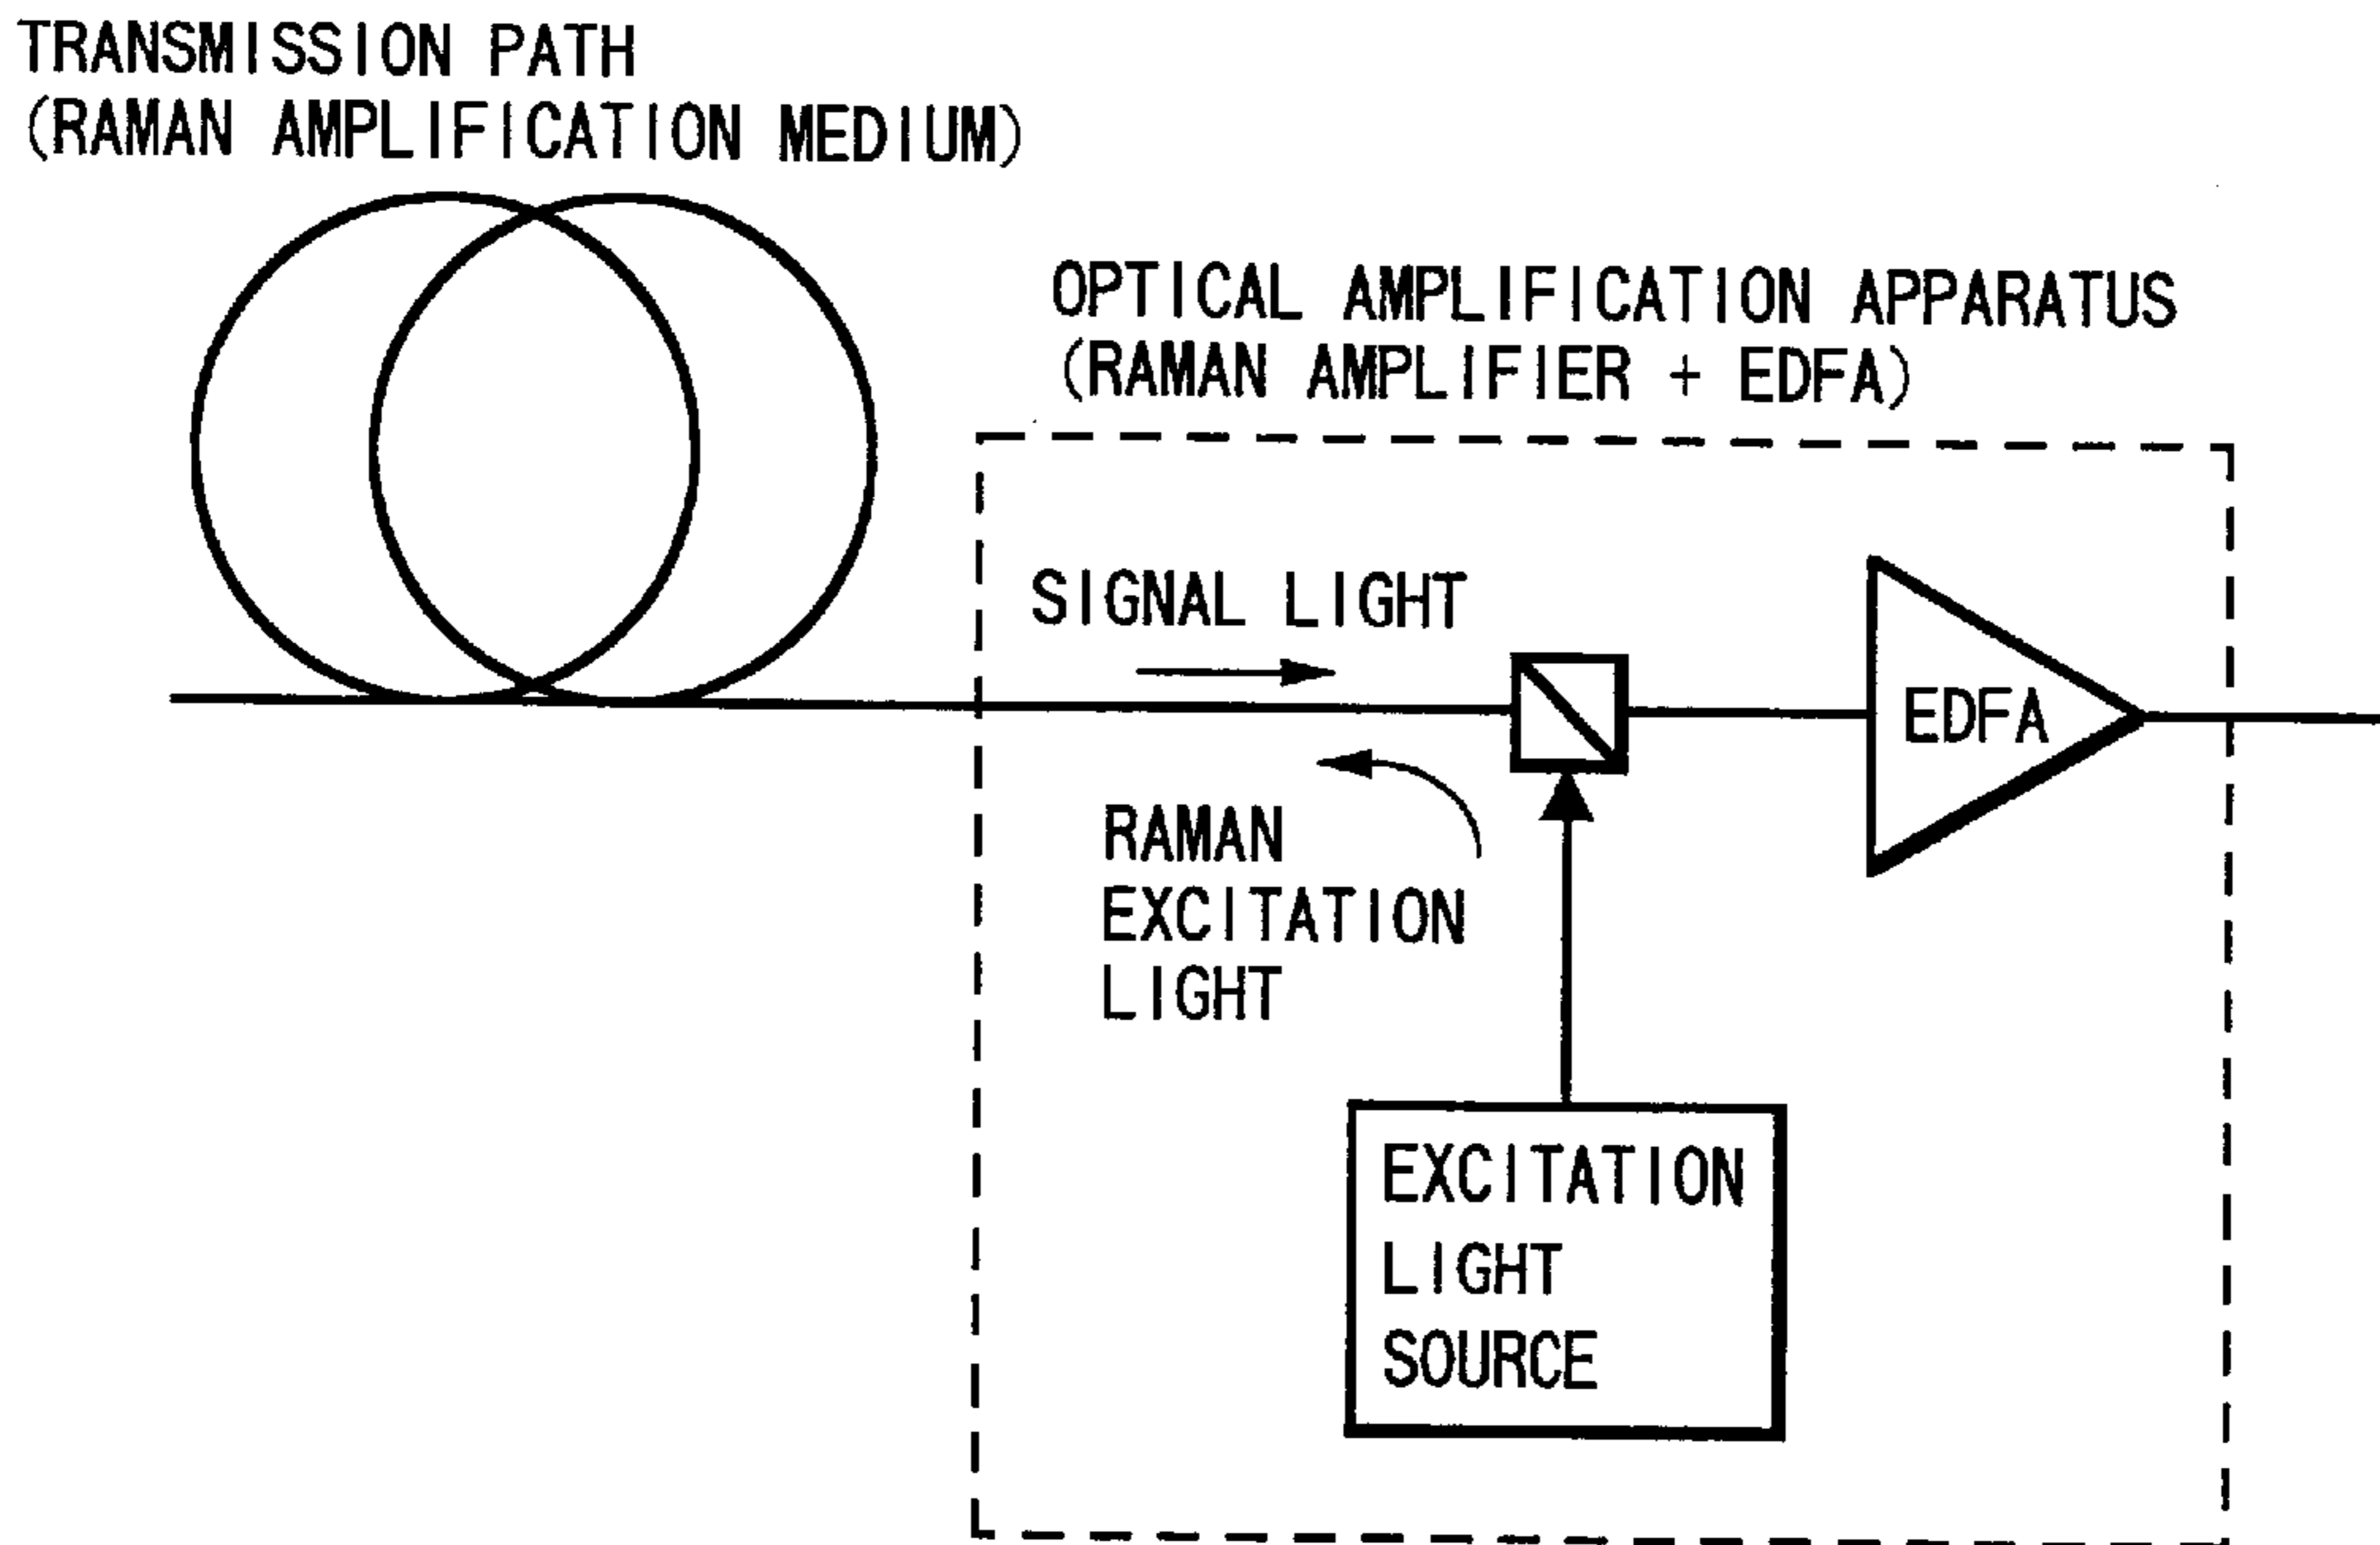 TRANSMISSION PATH
(RAMAN AMPLIFICATION MEDIUM)
OPTICAL AMPLIFICATION APPARATUS
(RAMAN AMPLIFIER + EDFA)
SIGNAL LIGHT
EDFA
RAMAN
EXCITATION
LIGHT
EXCITATION
LIGHT
SOURCE